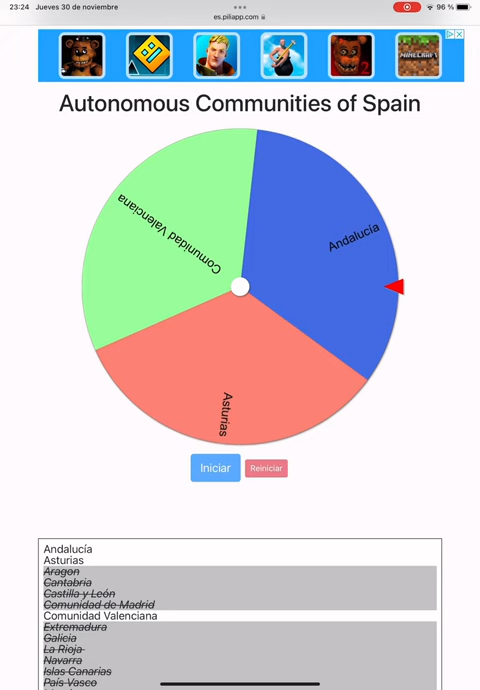 23:24 Jueves 30 de noviembre
96 %
es.piliapp.com
MINECRAFT
Autonomous Communities of Spain
Comunidad Valenciana
Andalucía
Asturias
Iniciar
Reiniciar
Andalucía
Asturias
Aragon
Cantabria
Castilla y León
Comunidad de Madrid
Comunidad Valenciana
Extremadura
Galicia
La Rioja
Navarra
Islas Canarias
País Vasco